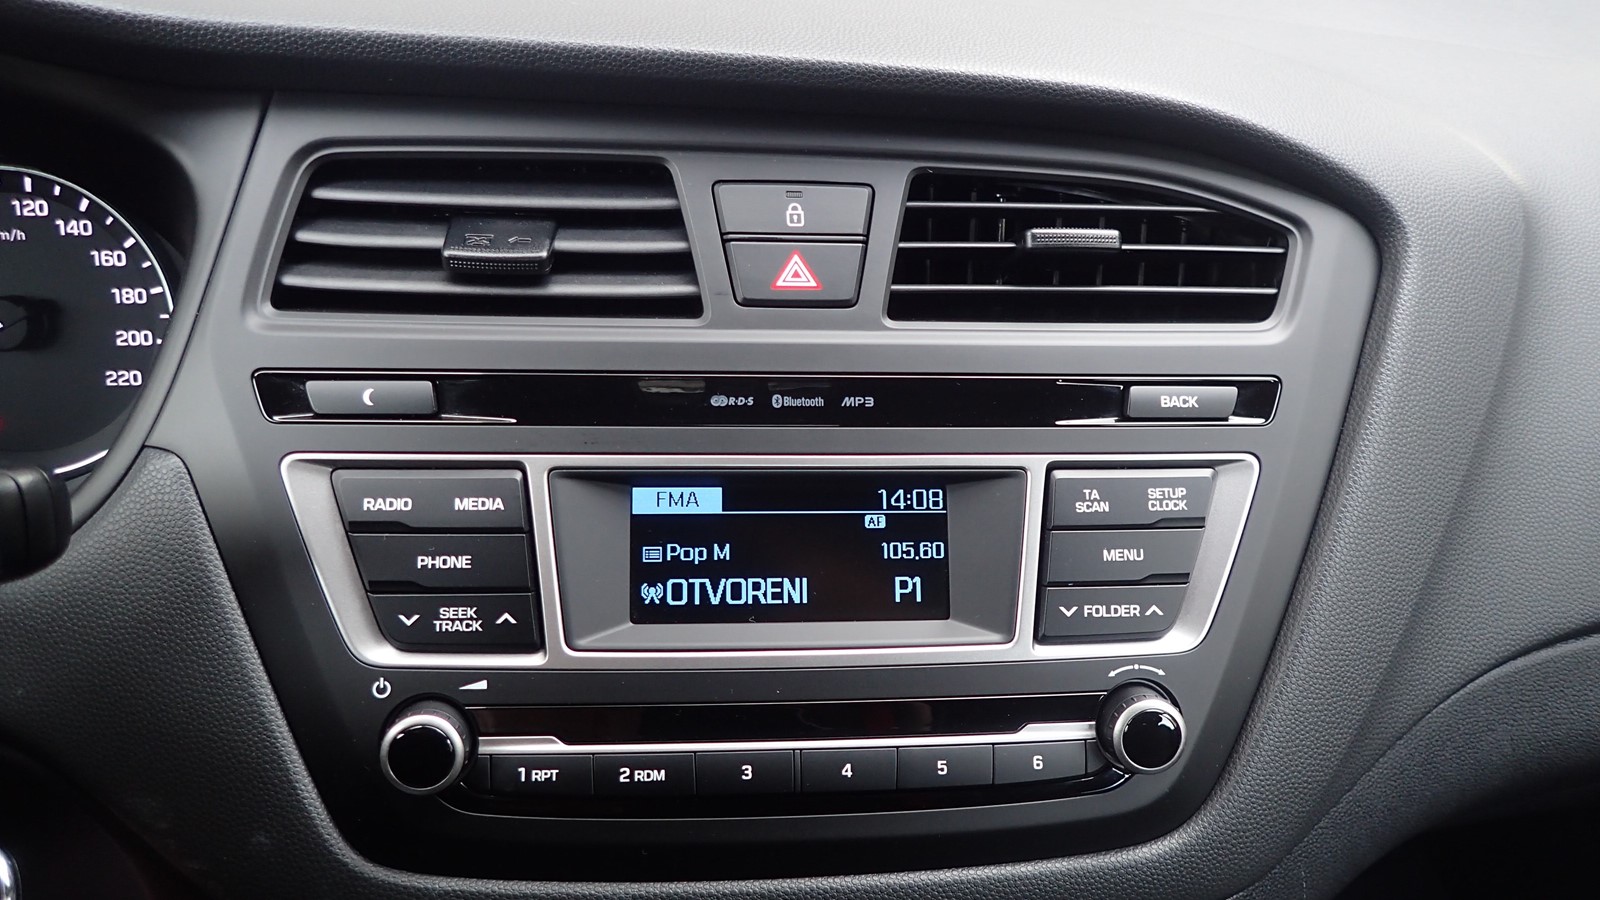 120
140
m/h
160
180
200
220
R·D·S Bluetooth MP3
BACK
RADIO MEDIA
PHONE
SEEK
TRACK
FMA 14:08
AF
Pop M 105.60
OTVORENI P1
TA
SCAN
SETUP
CLOCK
MENU
FOLDER
1 RPT 2 RDM 3 4 5 6